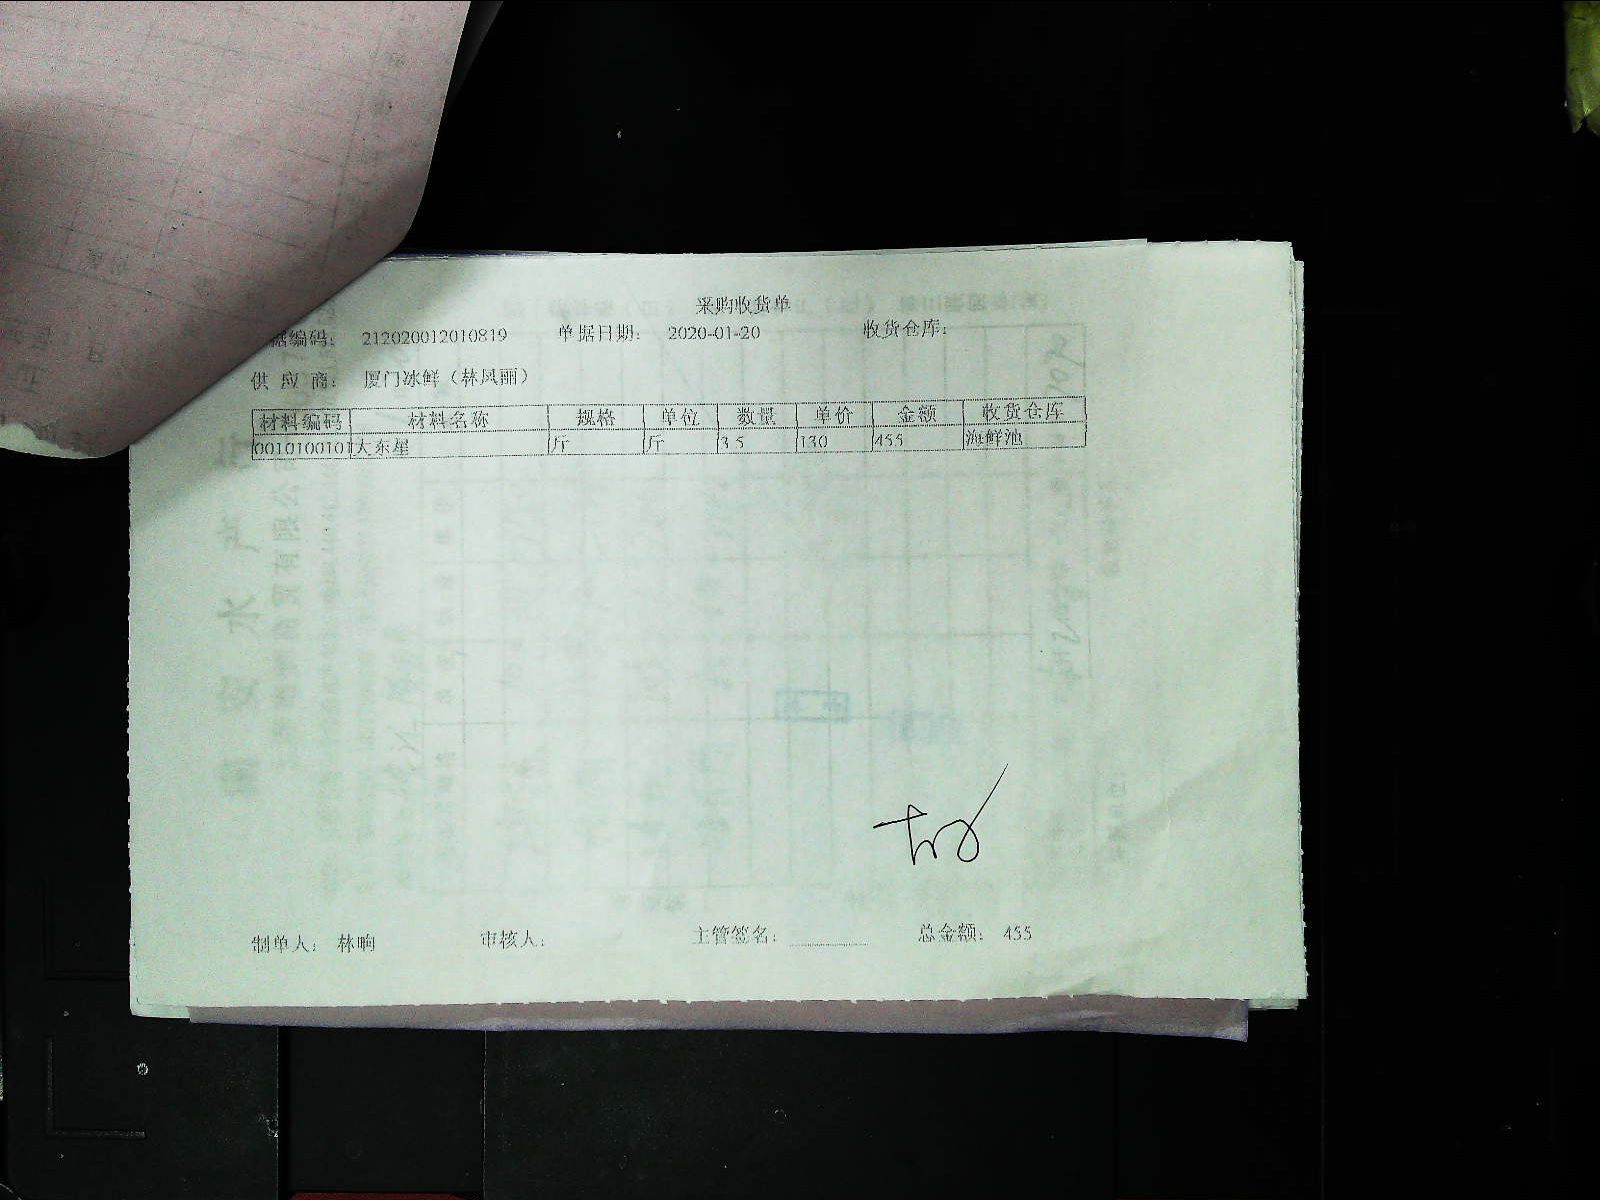 采购收货单
据编码： 212020012010819 单据日期： 2020-01-20 收货仓库：
供 应 商： 厦门冰鲜（林凤丽）
材料编码 材料名称 规格 单位 数量 单价 金额 收货仓库
0010100101 大东星 斤 斤 3.5 130 455 海鲜池
制单人： 林晌 审核人： 主管签名： 总金额： 455